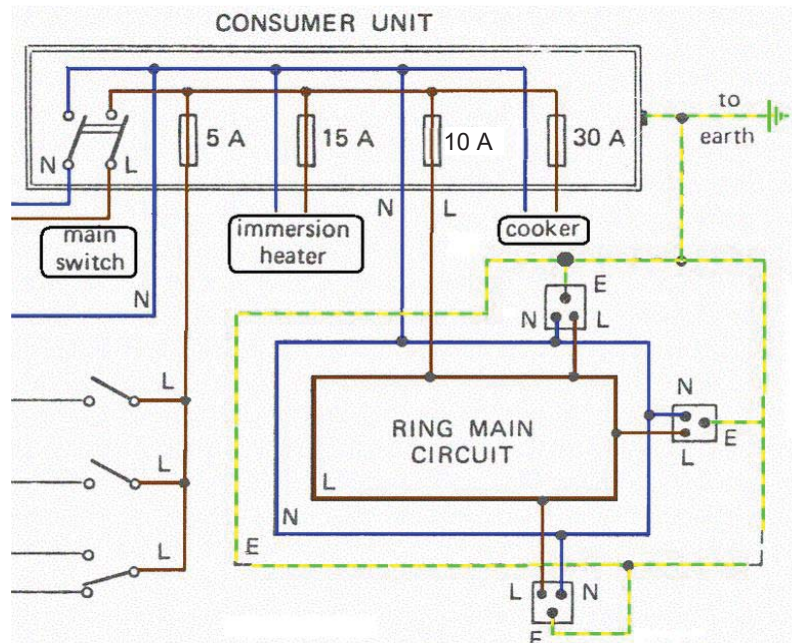 CONSUMER UNIT
to
earth
5 A
15 A
10 A
30 A
N
L
main
switch
immersion
heater
N
L
cooker
N
E
N
L
L
N
E
L
RING MAIN
CIRCUIT
L
L
N
E
L
L
N
E